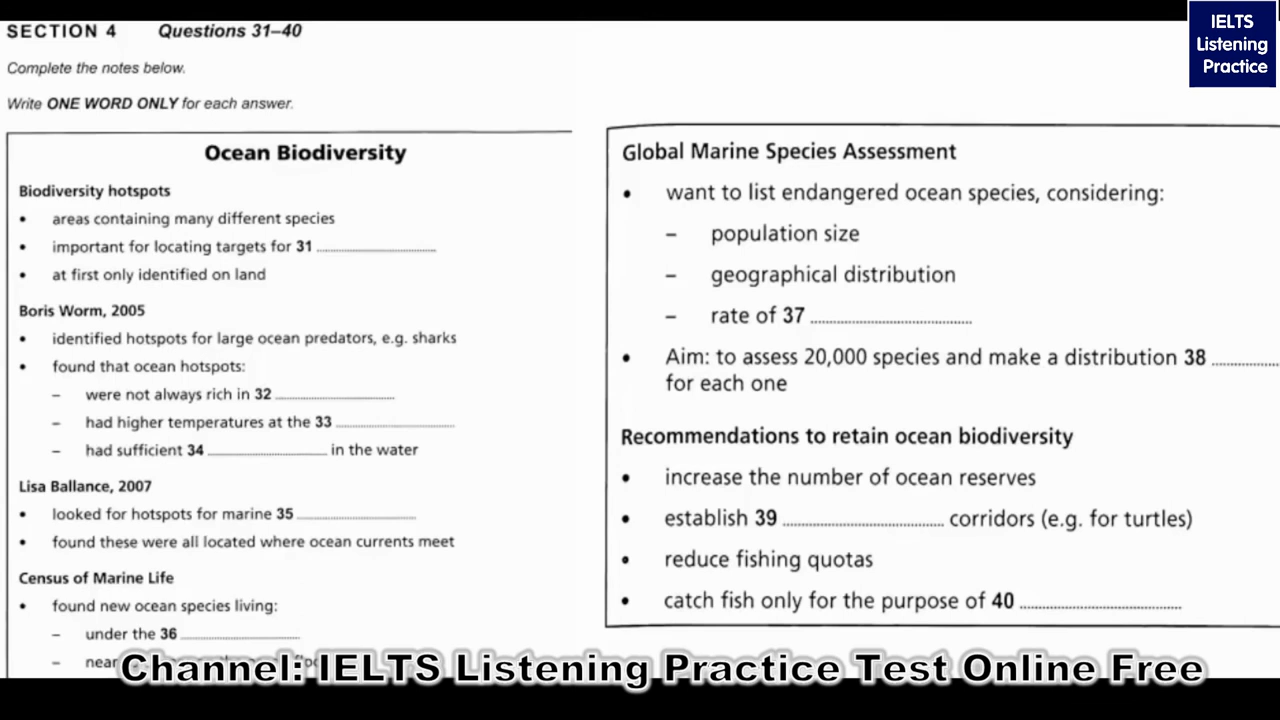 SECTION 4 Questions 31–40
Complete the notes below.
Write ONE WORD ONLY for each answer.
Ocean Biodiversity
Biodiversity hotspots
• areas containing many different species
• important for locating targets for 31 ..............................
• at first only identified on land
Boris Worm, 2005
• identified hotspots for large ocean predators, e.g. sharks
• found that ocean hotspots:
– were not always rich in 32 ..............................
– had higher temperatures at the 33 ..............................
– had sufficient 34 .............................. in the water
Lisa Ballance, 2007
• looked for hotspots for marine 35 ..............................
• found these were all located where ocean currents meet
Census of Marine Life
• found new ocean species living:
– under the 36 ..............................
– near
Global Marine Species Assessment
• want to list endangered ocean species, considering:
– population size
– geographical distribution
– rate of 37 ..............................
• Aim: to assess 20,000 species and make a distribution 38 ............
for each one
Recommendations to retain ocean biodiversity
• increase the number of ocean reserves
• establish 39 .............................. corridors (e.g. for turtles)
• reduce fishing quotas
• catch fish only for the purpose of 40 ..............................
IELTS
Listening
Practice
Channel: IELTS Listening Practice Test Online Free